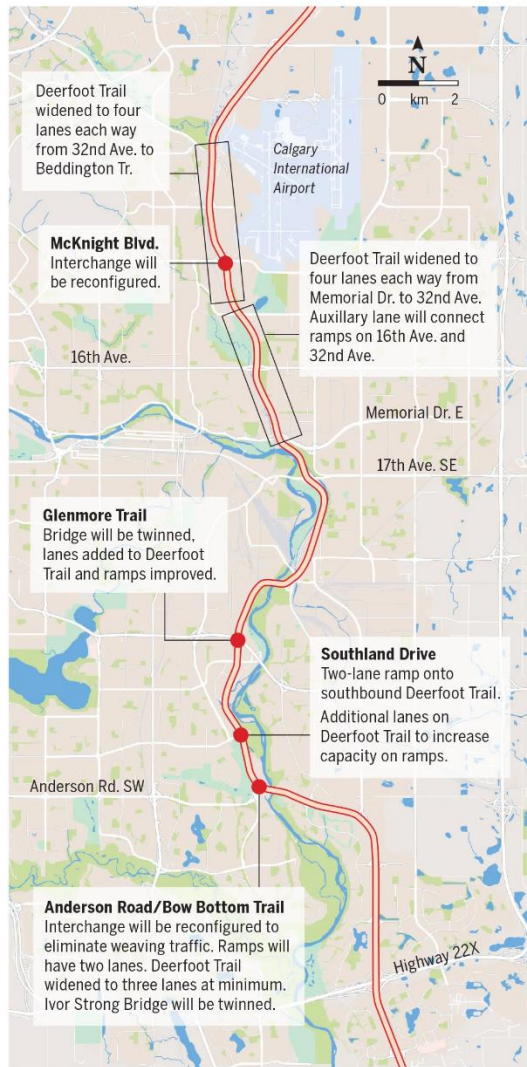 N
0 km 2
Deerfoot Trail
widened to four
lanes each way
from 32nd Ave. to
Beddington Tr.
Calgary
International
Airport
McKnight Blvd.
Interchange will
be reconfigured.
Deerfoot Trail widened to
four lanes each way from
Memorial Dr. to 32nd Ave.
Auxillary lane will connect
ramps on 16th Ave. and
32nd Ave.
16th Ave.
Memorial Dr. E
17th Ave. SE
Glenmore Trail
Bridge will be twinned,
lanes added to Deerfoot
Trail and ramps improved.
Southland Drive
Two-lane ramp onto
southbound Deerfoot Trail.
Additional lanes on
Deerfoot Trail to increase
capacity on ramps.
Anderson Rd. SW
Anderson Road/Bow Bottom Trail
Interchange will be reconfigured to
eliminate weaving traffic. Ramps will
have two lanes. Deerfoot Trail
widened to three lanes at minimum.
Ivor Strong Bridge will be twinned.
Highway 22X